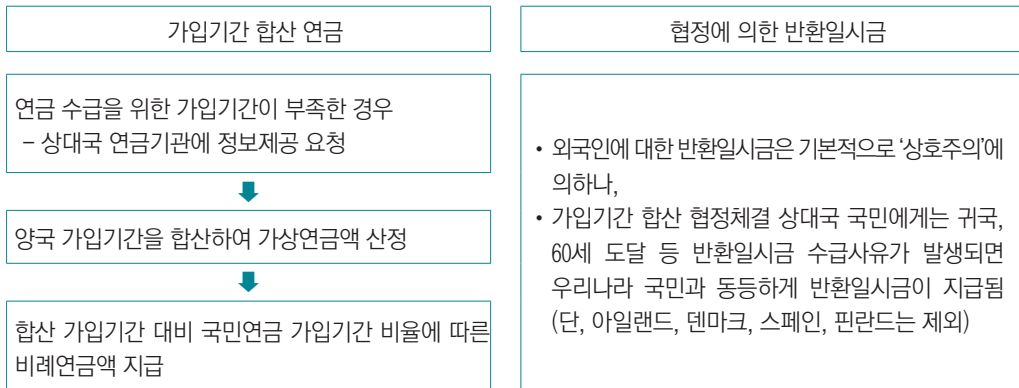 가입기간 합산 연금
연금 수급을 위한 가입기간이 부족한 경우
– 상대국 연금기관에 정보제공 요청
양국 가입기간을 합산하여 가상연금액 산정
합산 가입기간 대비 국민연금 가입기간 비율에 따른
비례연금액 지급
협정에 의한 반환일시금
• 외국인에 대한 반환일시금은 기본적으로 ‘상호주의’에
의하나,
• 가입기간 합산 협정체결 상대국 국민에게는 귀국,
60세 도달 등 반환일시금 수급사유가 발생되면
우리나라 국민과 동등하게 반환일시금이 지급됨
(단, 아일랜드, 덴마크, 스페인, 핀란드는 제외)